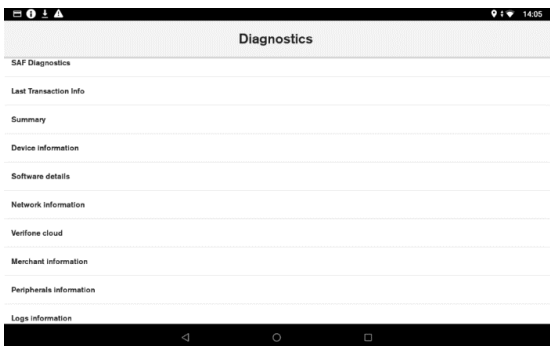 14:05
Diagnostics
SAF Diagnostics
Last Transaction Info
Summary
Device information
Software details
Network information
Verifone cloud
Merchant information
Peripherals information
Logs information